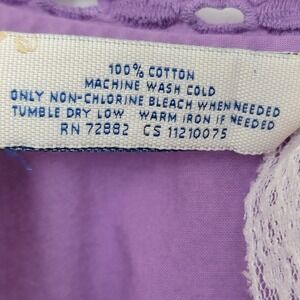 100% COTTON
MACHINE WASH COLD
ONLY NON-CHLORINE BLEACH WHEN NEEDED
TUMBLE DRY LOW WARM IRON IF NEEDED
RN 72882 CS 11210075